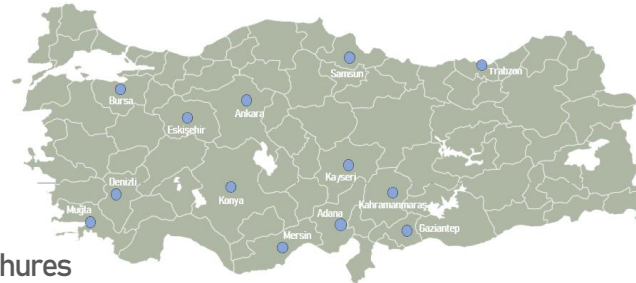 Samsun
Trabzon
Bursa
Ankara
Eskişehir
Kayseri
Denizli
Konya
Kahramanmaraş
Muğla
Adana
Gaziantep
Mersin
hures